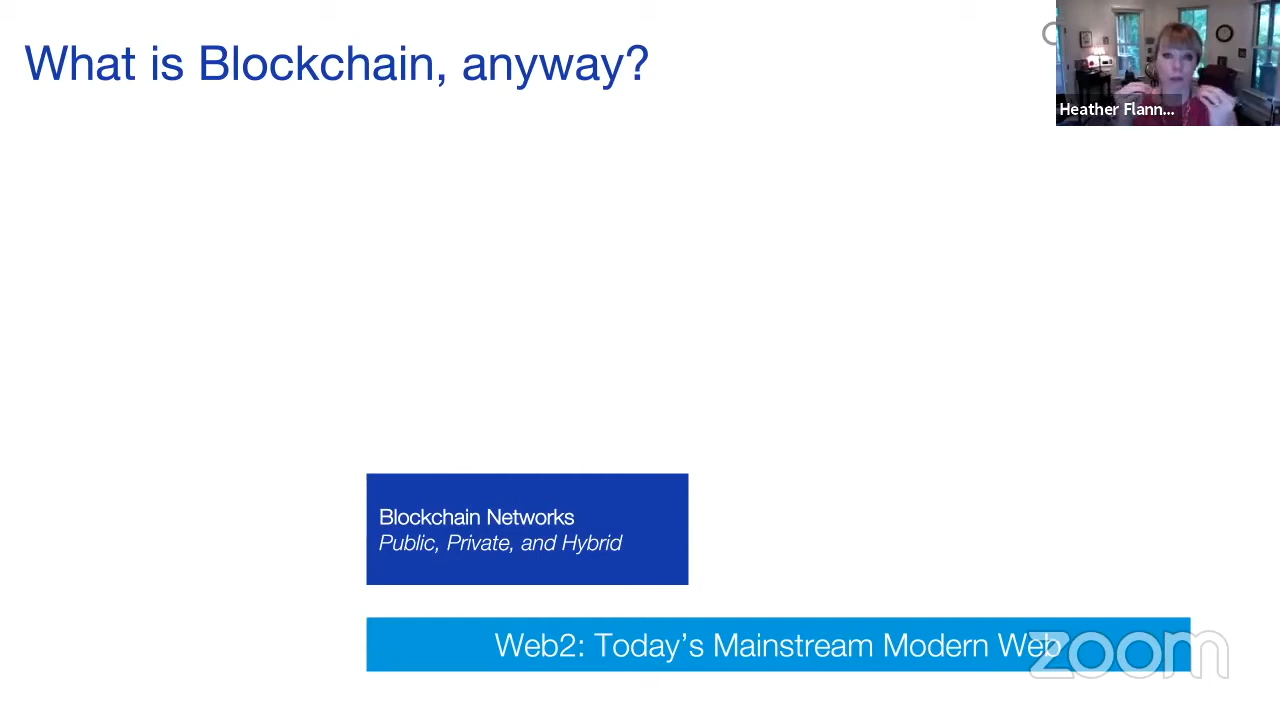 What is Blockchain, anyway?
Heather Flann...
Blockchain Networks
Public, Private, and Hybrid
Web2: Today's Mainstream Modern Web
zoom